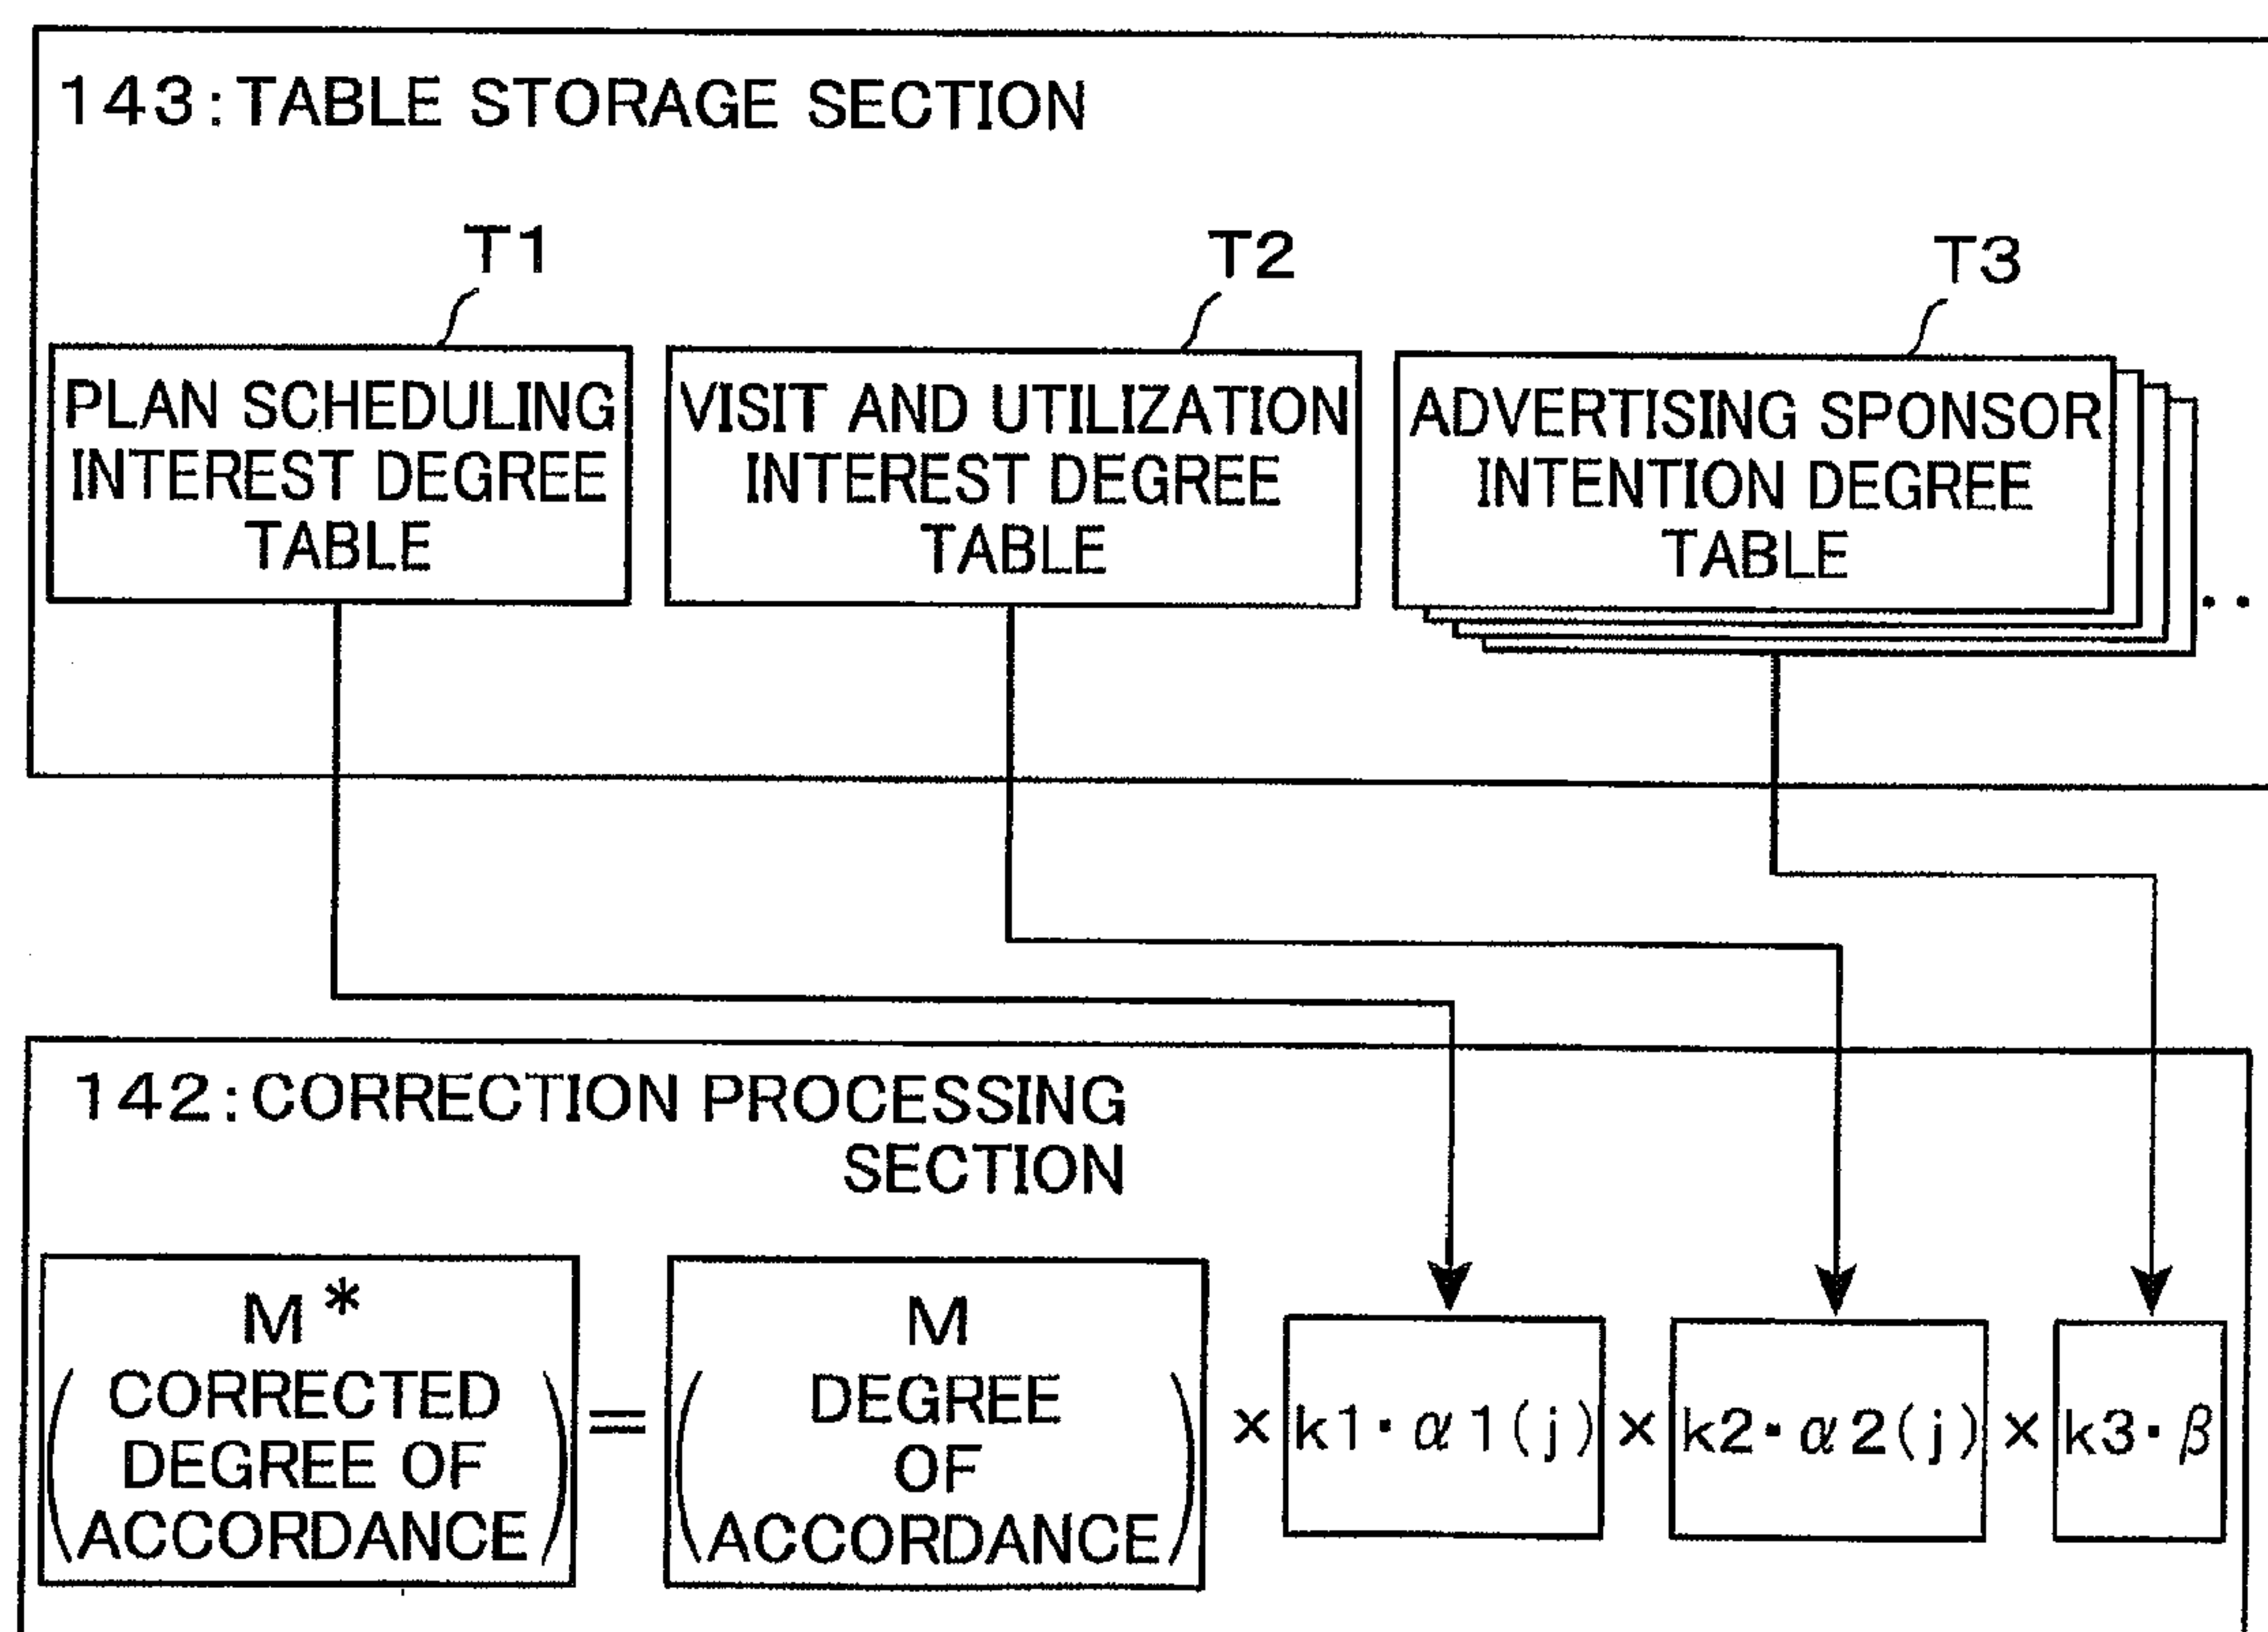 143:TABLE STORAGE SECTION
T1
T2
T3
PLAN SCHEDULING
INTEREST DEGREE
TABLE
VISIT AND UTILIZATION
INTEREST DEGREE
TABLE
ADVERTISING SPONSOR
INTENTION DEGREE
TABLE
..
142:CORRECTION PROCESSING
SECTION
M*
(CORRECTED
DEGREE OF
ACCORDANCE)
=
M
(DEGREE
OF
ACCORDANCE)
× k1・α1(j) × k2・α2(j) × k3・β